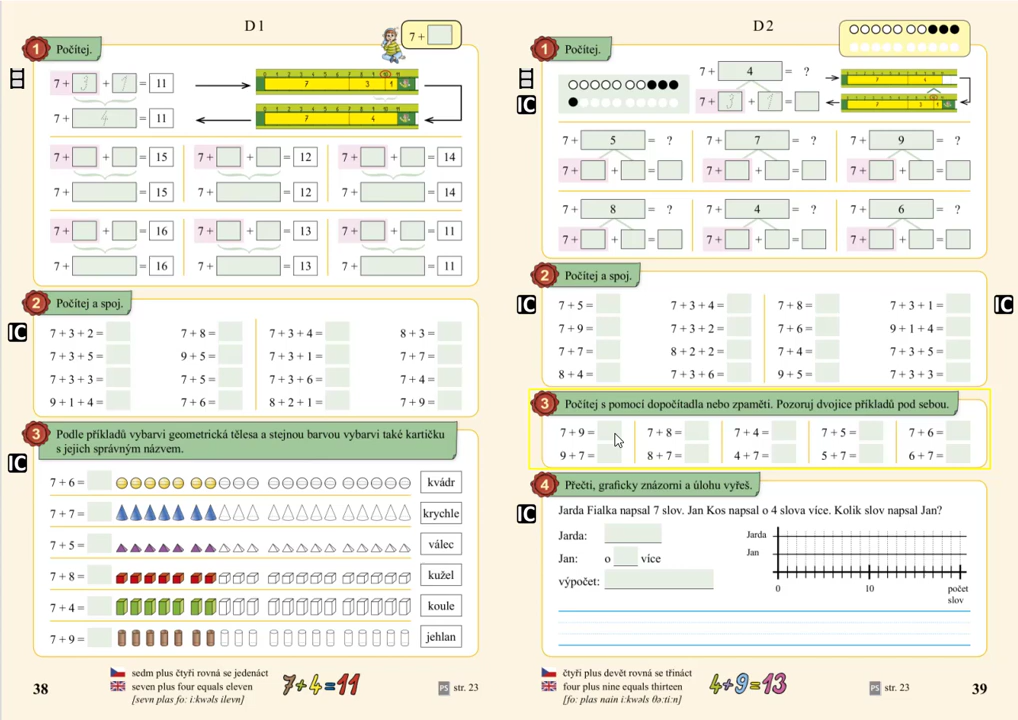 D 1
1 Počítej.
7 +
7 + 3 + 1 = 11
7 + 4 = 11
7 + + = 15 7 + + = 12 7 + + = 14
7 + = 15 7 + = 12 7 + = 14
7 + + = 16 7 + + = 13 7 + + = 11
7 + = 16 7 + = 13 7 + = 11
2 Počítej a spoj.
IC
7 + 3 + 2 = 7 + 8 = 7 + 3 + 4 = 8 + 3 =
7 + 3 + 5 = 9 + 5 = 7 + 3 + 1 = 7 + 7 =
7 + 3 + 3 = 7 + 5 = 7 + 3 + 6 = 7 + 4 =
9 + 1 + 4 = 7 + 6 = 8 + 2 + 1 = 7 + 9 =
3 Podle příkladů vybarvi geometrická tělesa a stejnou barvou vybarvi také kartičku
s jejich správným názvem.
IC
7 + 6 = kvádr
7 + 7 = krychle
7 + 5 = válec
7 + 8 = kužel
7 + 4 = koule
7 + 9 = jehlan
38
sedm plus čtyři rovná se jedenáct
seven plus four equals eleven
[sevn plas fo: i:kwəls ilevn]
7+4=11
PS str. 23
D 2
1 Počítej.
IC
7 + 4 = ?
7 + 3 + 1 =
7 + 5 = ? 7 + 7 = ? 7 + 9 = ?
7 + + = 7 + + = 7 + + =
7 + 8 = ? 7 + 4 = ? 7 + 6 = ?
7 + + = 7 + + = 7 + + =
2 Počítej a spoj.
IC IC
7 + 5 = 7 + 3 + 4 = 7 + 8 = 7 + 3 + 1 =
7 + 9 = 7 + 3 + 2 = 7 + 6 = 9 + 1 + 4 =
7 + 7 = 8 + 2 + 2 = 7 + 4 = 7 + 3 + 5 =
8 + 4 = 7 + 3 + 6 = 9 + 5 = 7 + 3 + 3 =
3 Počítej s pomocí dopočítadla nebo zpaměti. Pozoruj dvojice příkladů pod sebou.
7 + 9 = 7 + 8 = 7 + 4 = 7 + 5 = 7 + 6 =
9 + 7 = 8 + 7 = 4 + 7 = 5 + 7 = 6 + 7 =
4 Přečti, graficky znázorni a úlohu vyřeš.
IC
Jarda Fialka napsal 7 slov. Jan Kos napsal o 4 slova více. Kolik slov napsal Jan?
Jarda:
Jan: o více
výpočet:
Jarda
Jan
0 10 počet
slov
čtyři plus devět rovná se třináct
four plus nine equals thirteen
[fo: plas nain i:kwəls θə:ti:n]
4+9=13
PS str. 23
39